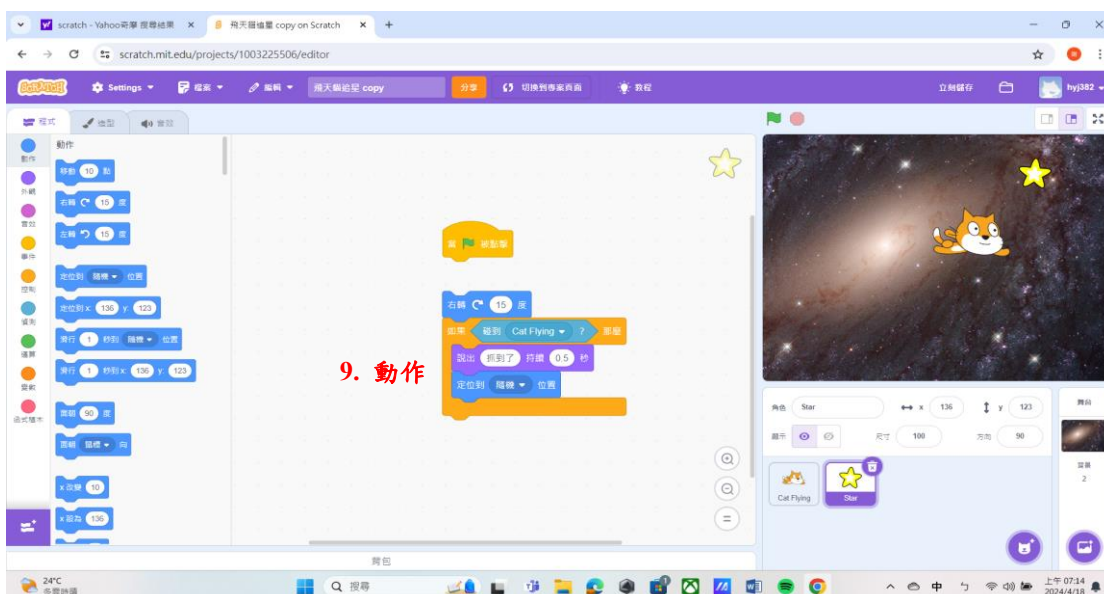 scratch - Yahoo奇摩 搜尋結果
飛天貓追星 copy on Scratch
scratch.mit.edu/projects/1003225506/editor
SCRATCH
Settings
檔案
編輯
飛天貓追星 copy
分享
切換到專案頁面
教程
立刻儲存
hyj382
程式
造型
音效
動作
動作
移動 10 點
外觀
右轉 15 度
音效
左轉 15 度
事件
定位到 隨機 位置
控制
定位到 x: 136 y: 123
偵測
滑行 1 秒到 隨機 位置
運算
滑行 1 秒到 x: 136 y: 123
變數
面朝 90 度
函式積木
面朝 鼠標 向
x 改變 10
x 設為 136
當 被點擊
右轉 15 度
如果 碰到 Cat Flying ? 那麼
說出 抓到了 持續 0.5 秒
定位到 隨機 位置
9. 動作
背包
角色 Star x 136 y 123
顯示 尺寸 100 方向 90
Cat Flying
Star
舞台
背景
2
24°C
多雲時晴
搜尋
中
ㄅ
上午 07:14
2024/4/18